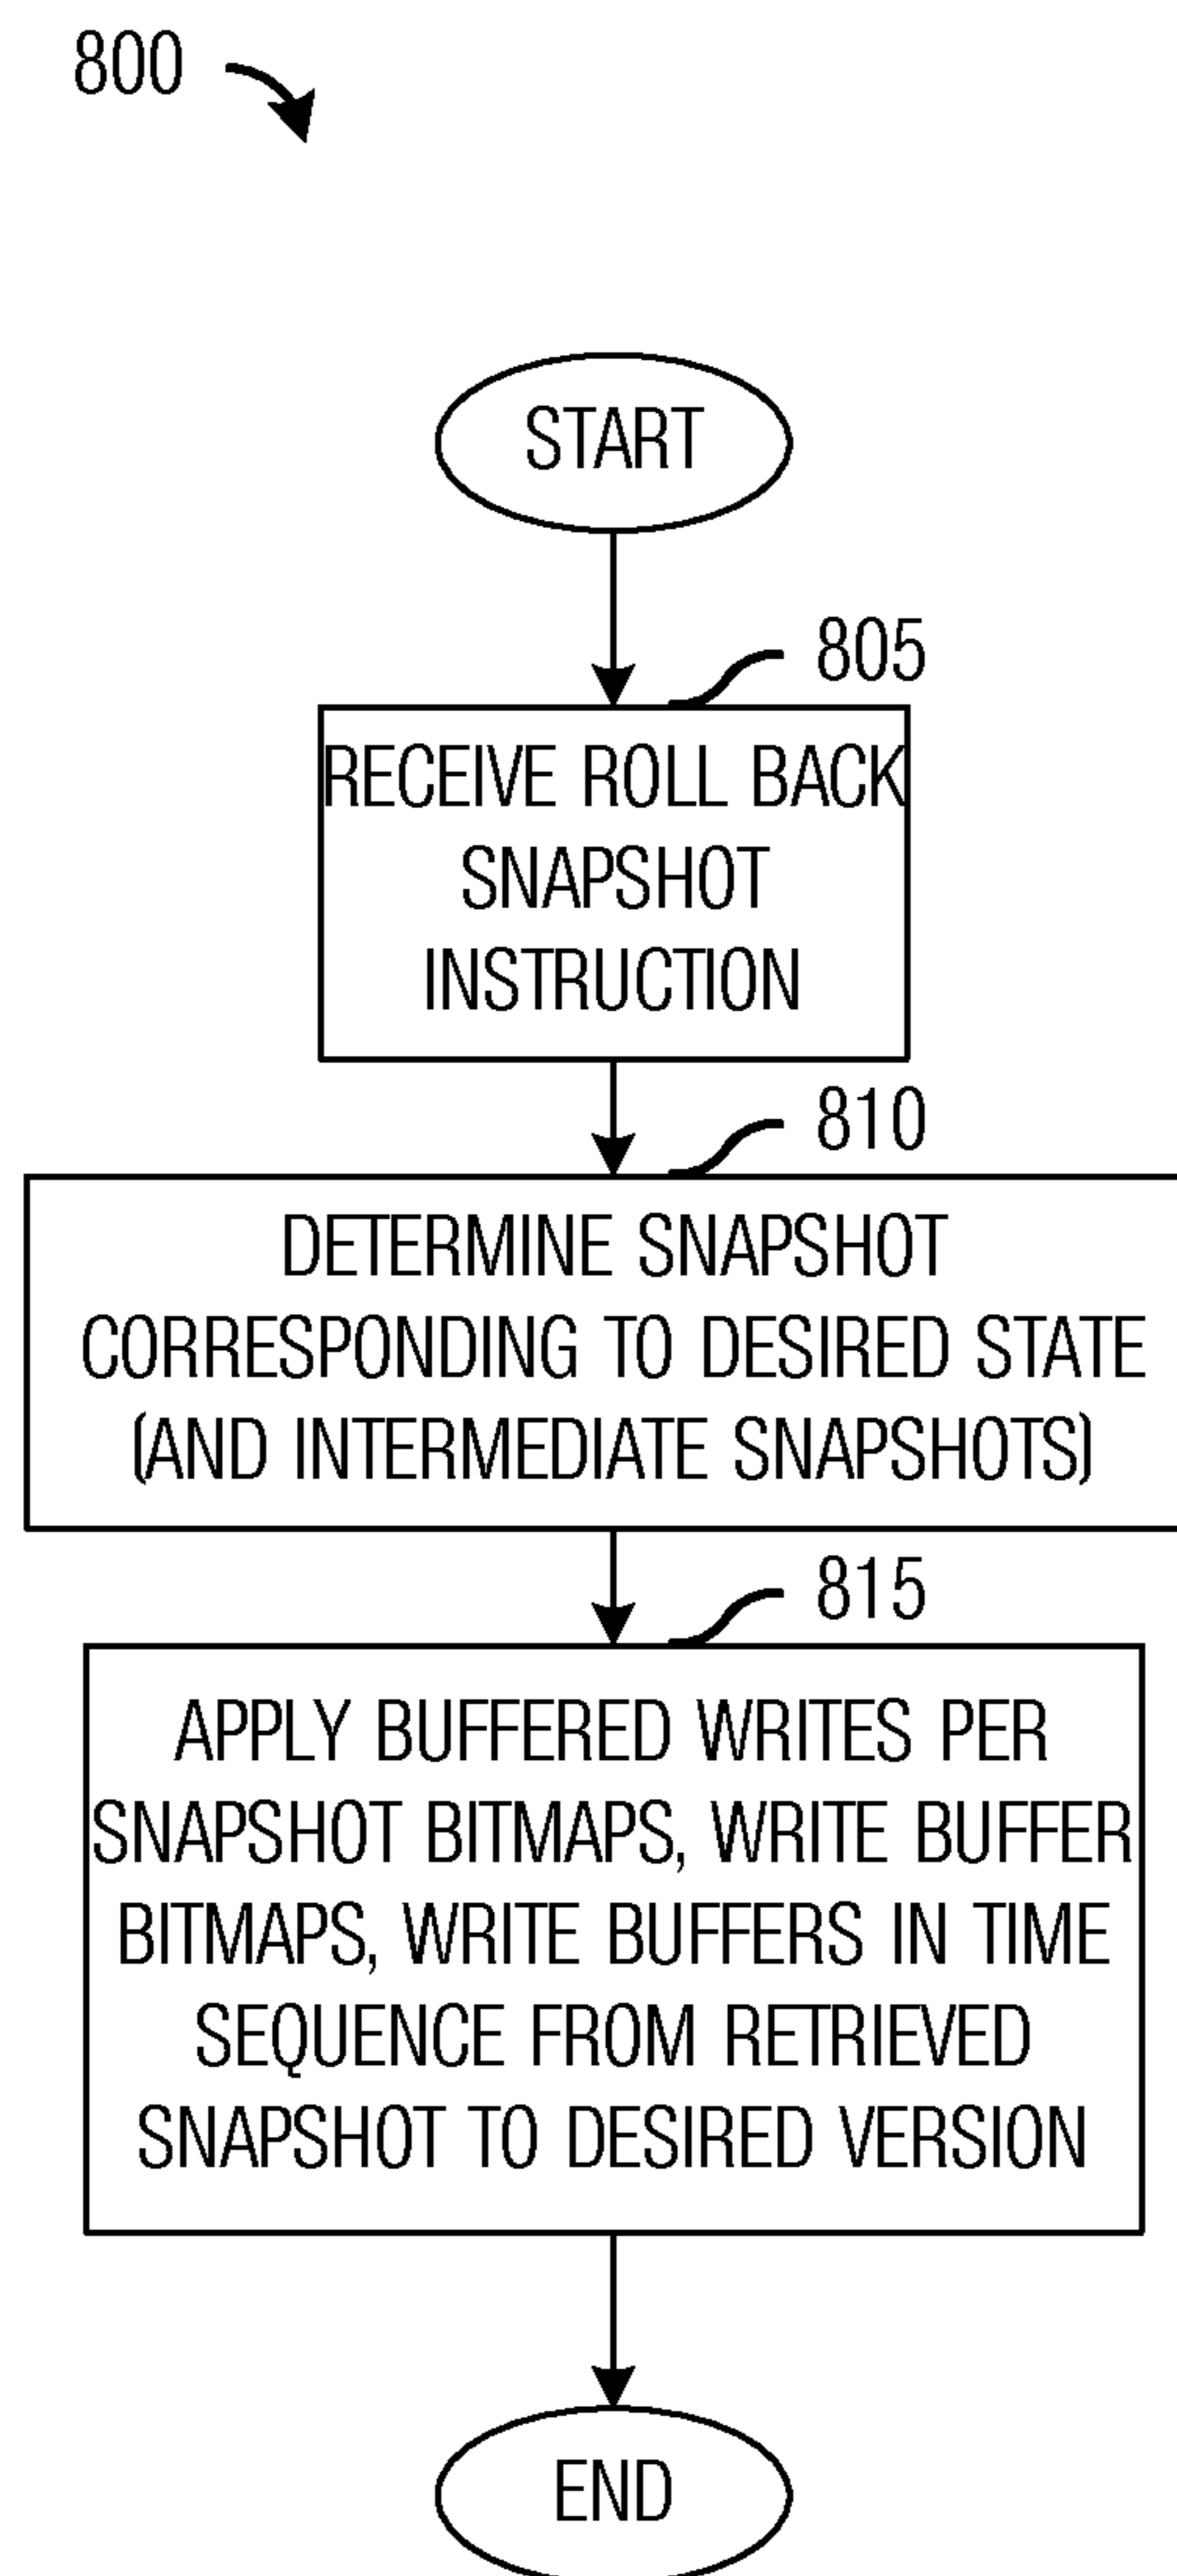 800
START
805
RECEIVE ROLL BACK
SNAPSHOT
INSTRUCTION
810
DETERMINE SNAPSHOT
CORRESPONDING TO DESIRED STATE
(AND INTERMEDIATE SNAPSHOTS)
815
APPLY BUFFERED WRITES PER
SNAPSHOT BITMAPS, WRITE BUFFER
BITMAPS, WRITE BUFFERS IN TIME
SEQUENCE FROM RETRIEVED
SNAPSHOT TO DESIRED VERSION
END